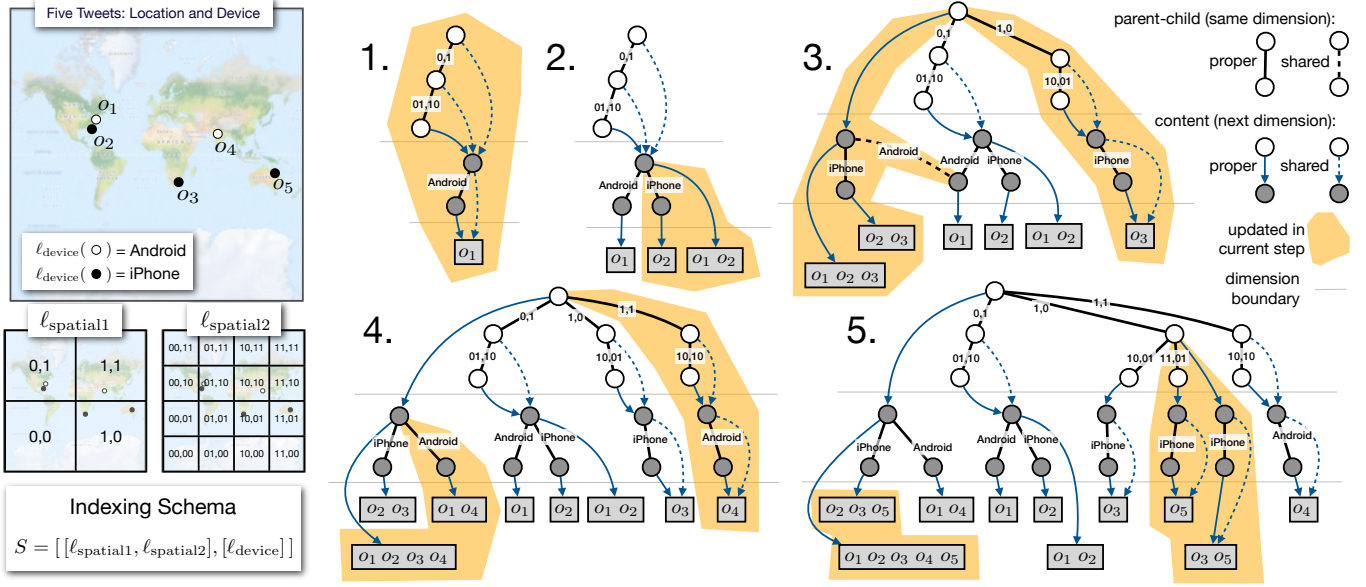 Five Tweets: Location and Device
o1
o2
o3
o4
o5
ℓdevice( ) = Android
ℓdevice( ) = iPhone
ℓspatial1
0,1
1,1
0,0
1,0
ℓspatial2
00,11 01,11 10,11 11,11
00,10 01,10 10,10 11,10
00,01 01,01 10,01 11,01
00,00 01,00 10,00 11,00
Indexing Schema
S = [ [ℓspatial1, ℓspatial2], [ℓdevice] ]
1.
0,1
01,10
Android
o1
2.
0,1
01,10
Android
iPhone
o1
o2
o1 o2
3.
0,1
1,0
01,10
10,01
Android
iPhone
Android
iPhone
iPhone
o2 o3
o1
o2
o1 o2
o3
o1 o2 o3
parent-child (same dimension):
proper
shared
content (next dimension):
proper
shared
updated in
current step
dimension
boundary
4.
0,1
1,0
1,1
01,10
10,01
10,10
iPhone
Android
Android
iPhone
iPhone
Android
o2 o3
o1 o4
o1
o2
o1 o2
o3
o4
o1 o2 o3 o4
5.
0,1
1,0
1,1
01,10
10,01
11,01
10,10
iPhone
Android
Android
iPhone
iPhone
iPhone
iPhone
Android
o2 o3 o5
o1 o4
o1
o2
o3
o5
o4
o1 o2 o3 o4 o5
o1 o2
o3 o5